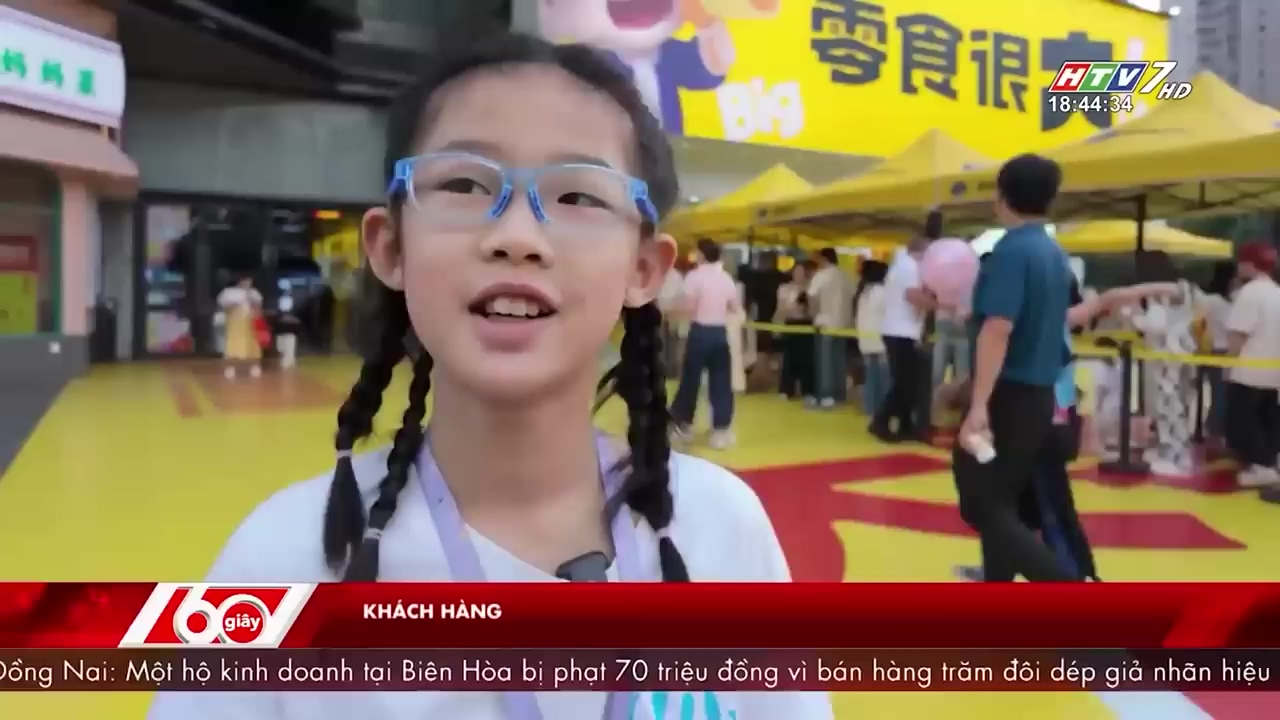 零食很大
Big
HTV7 HD
18:44:34
60 giây
KHÁCH HÀNG
Đồng Nai: Một hộ kinh doanh tại Biên Hòa bị phạt 70 triệu đồng vì bán hàng trăm đôi dép giả nhãn hiệu